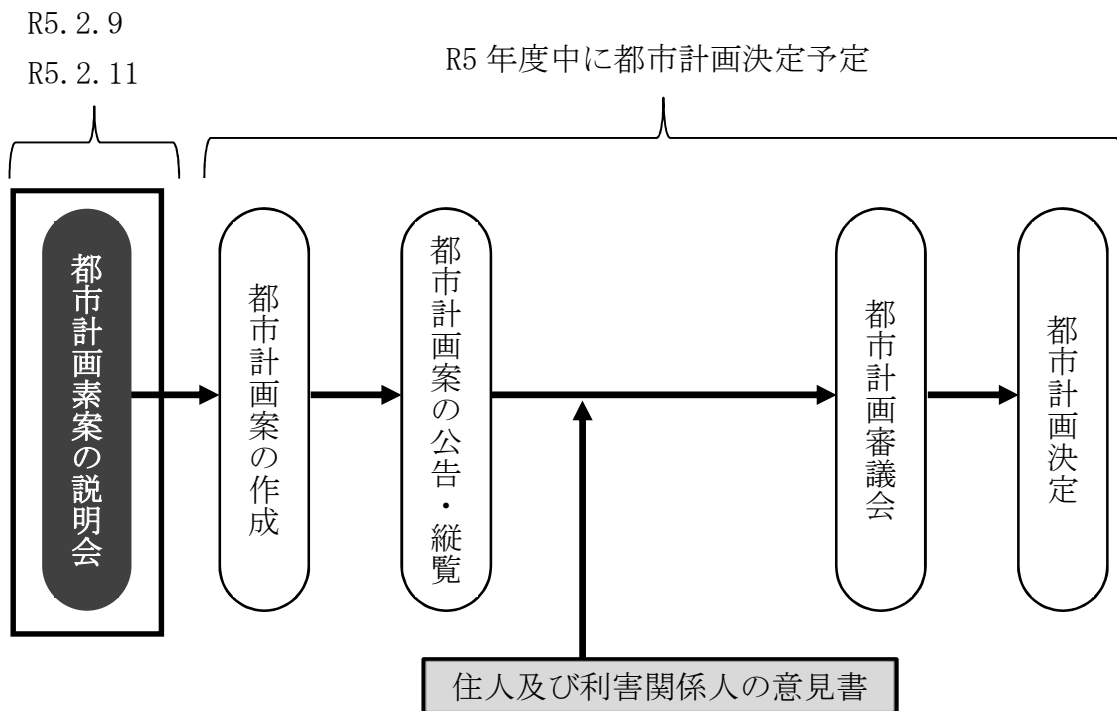 R5.2.9
R5.2.11
R5 年度中に都市計画決定予定
都市計画素案の説明会
都市計画案の作成
都市計画案の公告・縦覧
都市計画審議会
都市計画決定
住人及び利害関係人の意見書